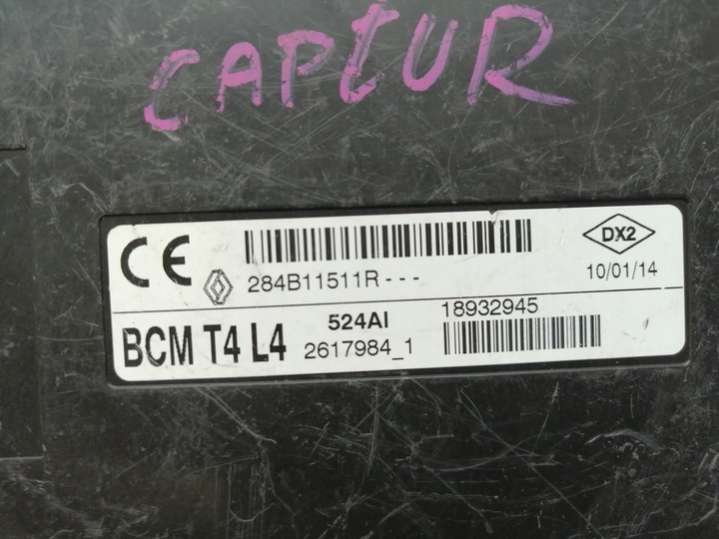 CAPtUR
CE
DX2
284B11511R---
10/01/14
BCM T4 L4
524AI
18932945
2617984_1